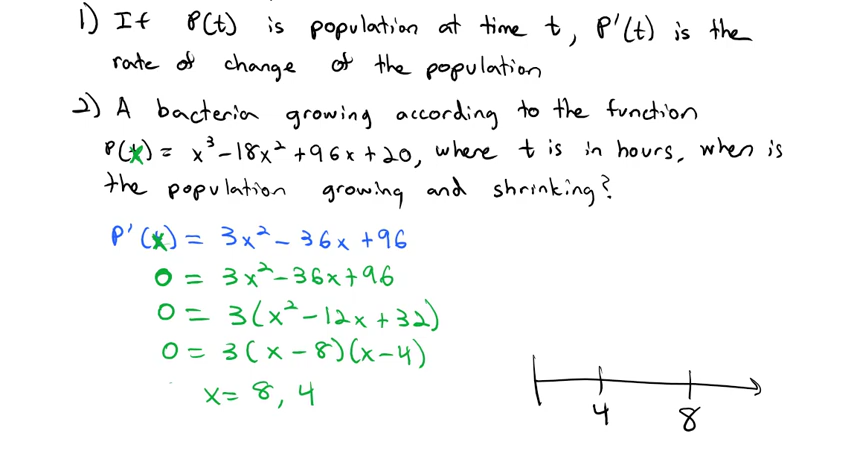 1) If P(t) is population at time t, P'(t) is the
rate of change of the population
2) A bacteria growing according to the function
P(x) = x³ - 18x² + 96x + 20, where t is in hours, when is
the population growing and shrinking?
P'(x) = 3x² - 36x + 96
0 = 3x² - 36x + 96
0 = 3(x² - 12x + 32)
0 = 3(x - 8)(x - 4)
x = 8, 4
4 8